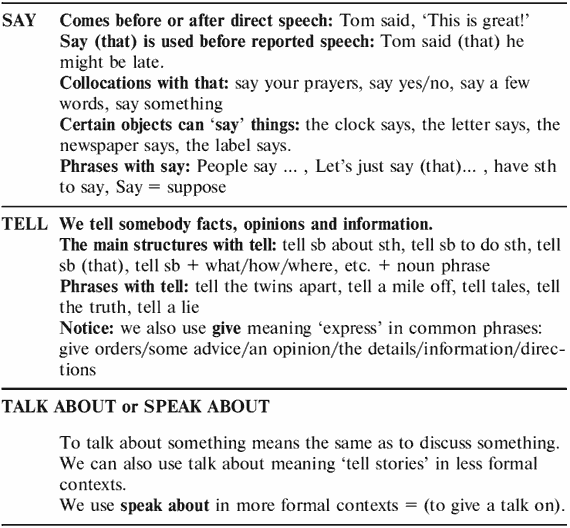 SAY Comes before or after direct speech: Tom said, ‘This is great!’
Say (that) is used before reported speech: Tom said (that) he
might be late.
Collocations with that: say your prayers, say yes/no, say a few
words, say something
Certain objects can ‘say’ things: the clock says, the letter says, the
newspaper says, the label says.
Phrases with say: People say ... , Let’s just say (that)... , have sth
to say, Say = suppose
TELL We tell somebody facts, opinions and information.
The main structures with tell: tell sb about sth, tell sb to do sth, tell
sb (that), tell sb + what/how/where, etc. + noun phrase
Phrases with tell: tell the twins apart, tell a mile off, tell tales, tell
the truth, tell a lie
Notice: we also use give meaning ‘express’ in common phrases:
give orders/some advice/an opinion/the details/information/direc-
tions
TALK ABOUT or SPEAK ABOUT
To talk about something means the same as to discuss something.
We can also use talk about meaning ‘tell stories’ in less formal
contexts.
We use speak about in more formal contexts = (to give a talk on).